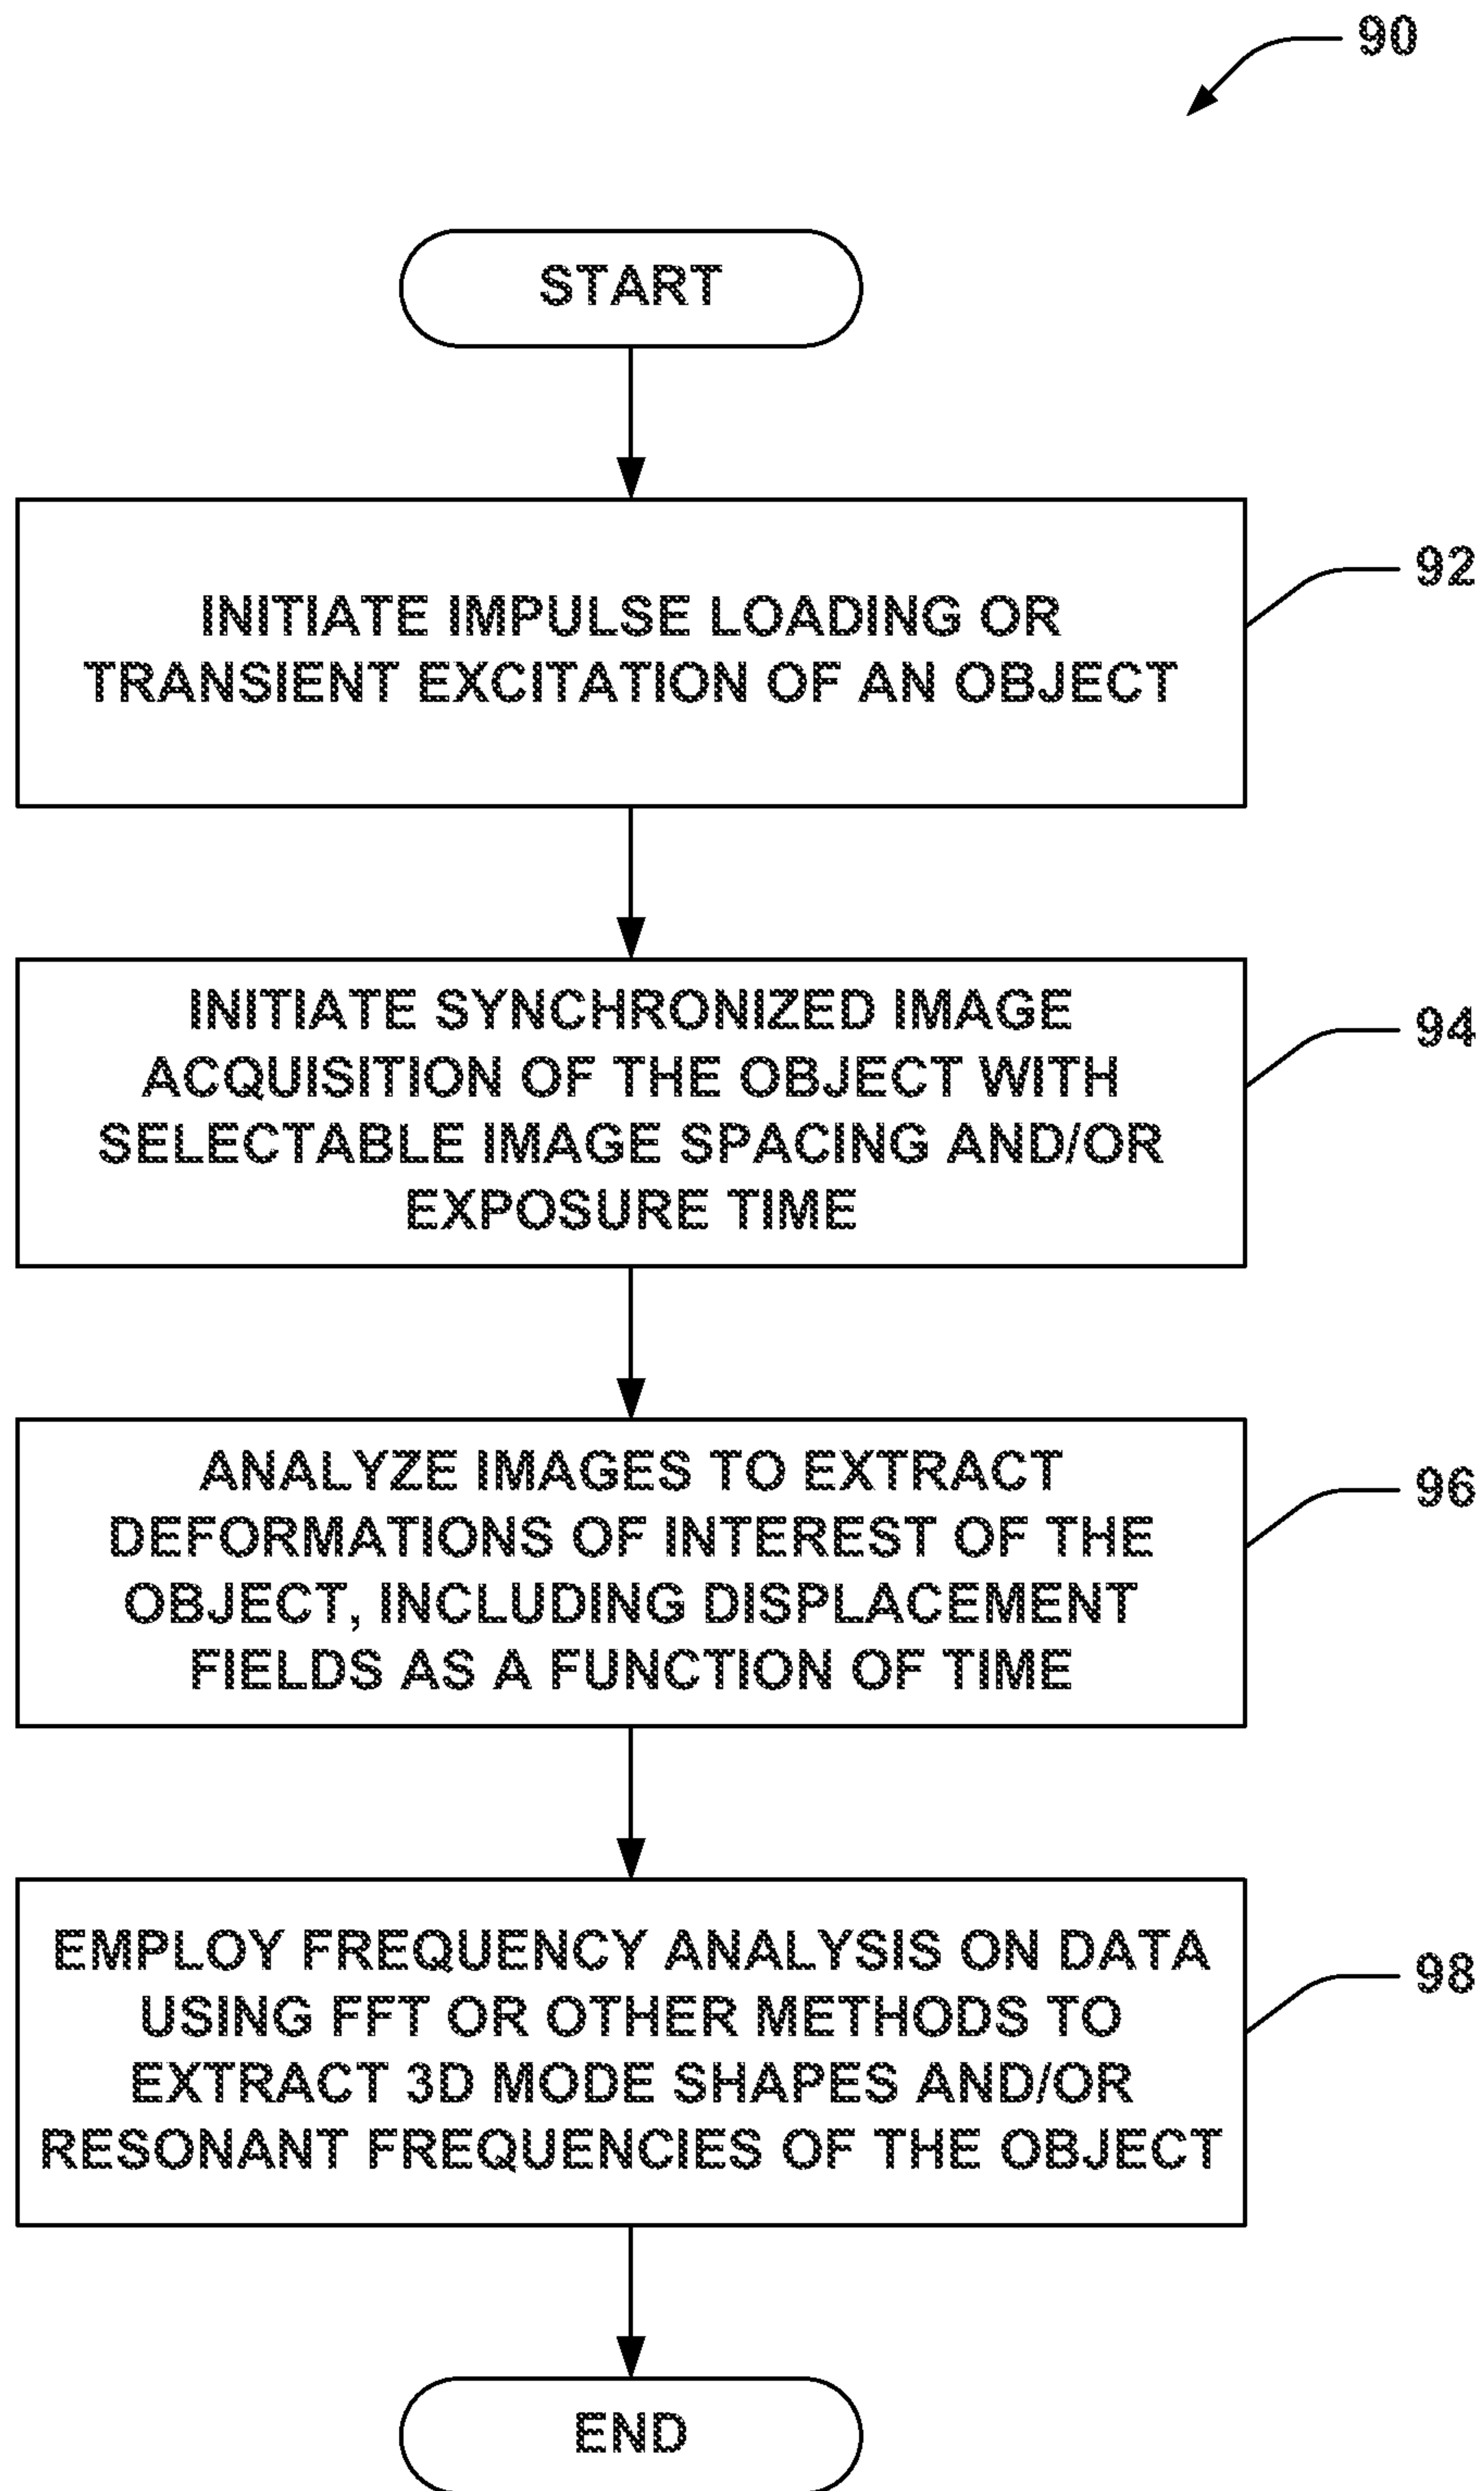 90
START
INITIATE IMPULSE LOADING OR
TRANSIENT EXCITATION OF AN OBJECT
92
INITIATE SYNCHRONIZED IMAGE
ACQUISITION OF THE OBJECT WITH
SELECTABLE IMAGE SPACING AND/OR
EXPOSURE TIME
94
ANALYZE IMAGES TO EXTRACT
DEFORMATIONS OF INTEREST OF THE
OBJECT, INCLUDING DISPLACEMENT
FIELDS AS A FUNCTION OF TIME
96
EMPLOY FREQUENCY ANALYSIS ON DATA
USING FFT OR OTHER METHODS TO
EXTRACT 3D MODE SHAPES AND/OR
RESONANT FREQUENCIES OF THE OBJECT
98
END